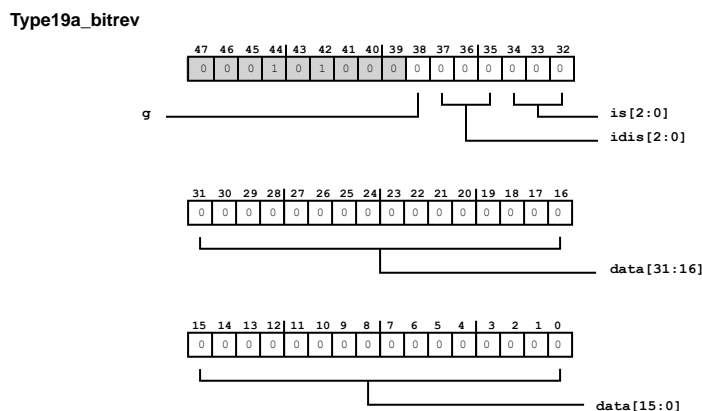 Type19a_bitrev
47 46 45 44 43 42 41 40 39 38 37 36 35 34 33 32
0 0 0 1 0 1 0 0 0 0 0 0 0 0 0 0
g
is[2:0]
idis[2:0]
31 30 29 28 27 26 25 24 23 22 21 20 19 18 17 16
0 0 0 0 0 0 0 0 0 0 0 0 0 0 0 0
data[31:16]
15 14 13 12 11 10 9 8 7 6 5 4 3 2 1 0
0 0 0 0 0 0 0 0 0 0 0 0 0 0 0 0
data[15:0]